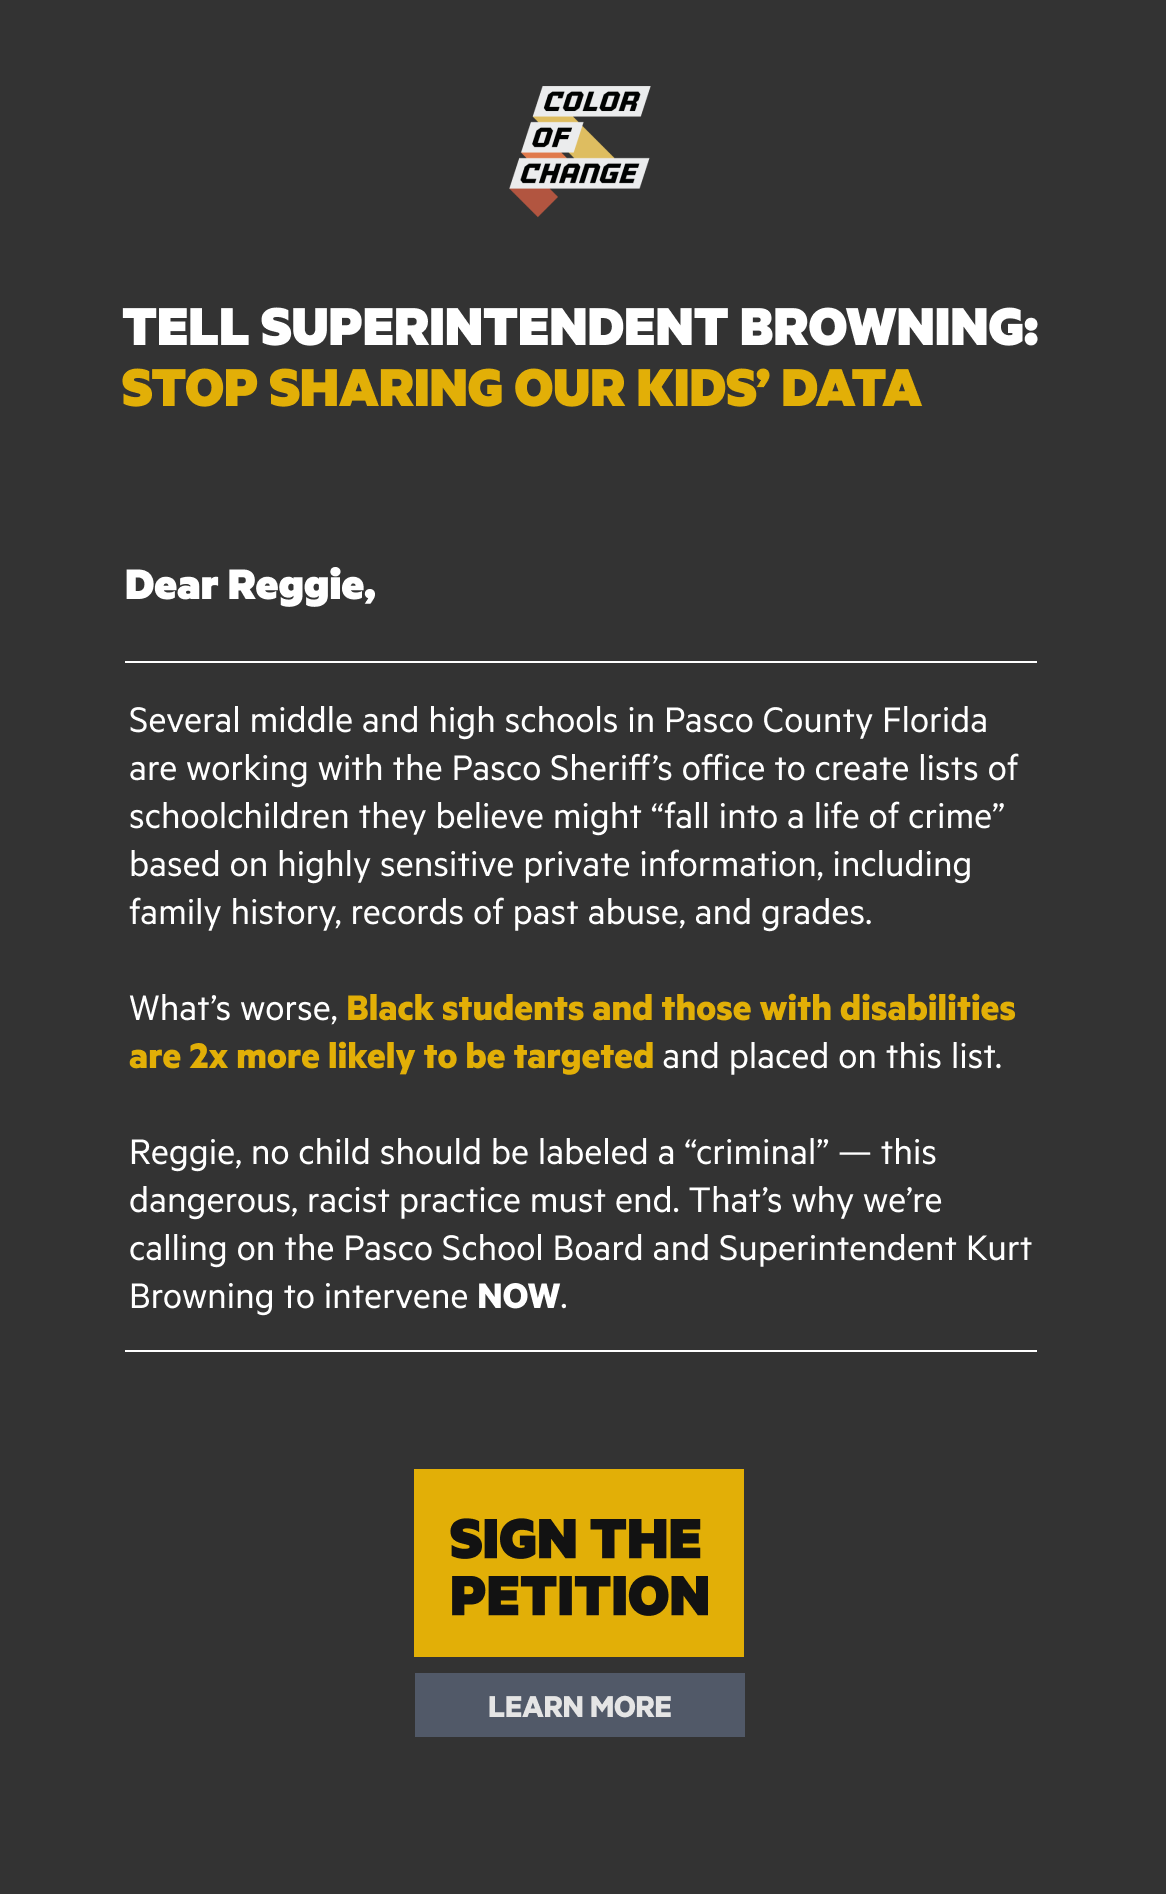 COLOR
OF
CHANGE
TELL SUPERINTENDENT BROWNING:
STOP SHARING OUR KIDS’ DATA
Dear Reggie,
Several middle and high schools in Pasco County Florida
are working with the Pasco Sheriff’s office to create lists of
schoolchildren they believe might “fall into a life of crime”
based on highly sensitive private information, including
family history, records of past abuse, and grades.
What’s worse, Black students and those with disabilities
are 2x more likely to be targeted and placed on this list.
Reggie, no child should be labeled a “criminal” — this
dangerous, racist practice must end. That’s why we’re
calling on the Pasco School Board and Superintendent Kurt
Browning to intervene NOW.
SIGN THE
PETITION
LEARN MORE